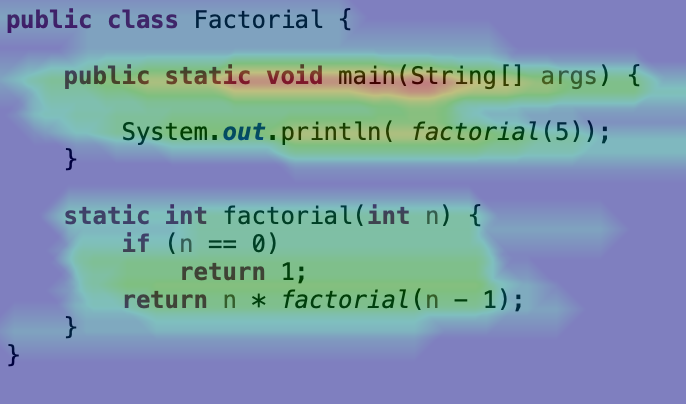 public class Factorial {
public static void main(String[] args) {
System.out.println( factorial(5));
}
static int factorial(int n) {
if (n == 0)
return 1;
return n * factorial(n - 1);
}
}